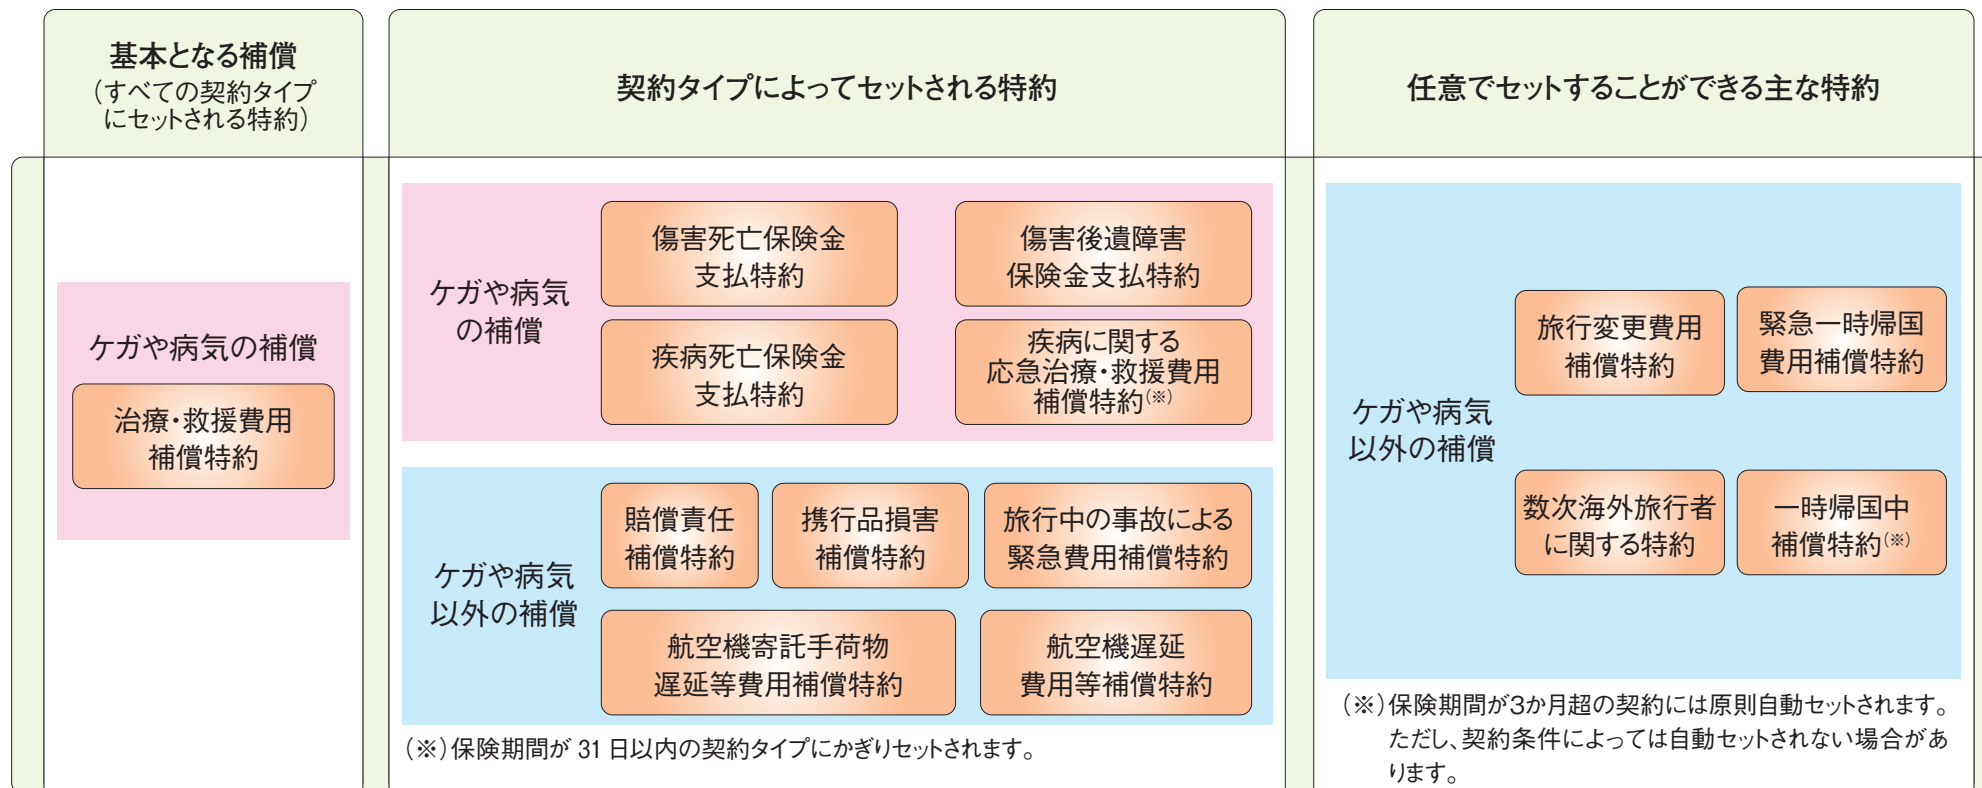 基本となる補償
(すべての契約タイプ
にセットされる特約)
ケガや病気の補償
治療・救援費用
補償特約
契約タイプによってセットされる特約
ケガや病気
の補償
傷害死亡保険金
支払特約
傷害後遺障害
保険金支払特約
疾病死亡保険金
支払特約
疾病に関する
応急治療・救援費用
補償特約(※)
ケガや病気
以外の補償
賠償責任
補償特約
携行品損害
補償特約
旅行中の事故による
緊急費用補償特約
航空機寄託手荷物
遅延等費用補償特約
航空機遅延
費用等補償特約
(※)保険期間が 31 日以内の契約タイプにかぎりセットされます。
任意でセットすることができる主な特約
ケガや病気
以外の補償
旅行変更費用
補償特約
緊急一時帰国
費用補償特約
数次海外旅行者
に関する特約
一時帰国中
補償特約(※)
(※)保険期間が3か月超の契約には原則自動セットされます。
ただし、契約条件によっては自動セットされない場合があ
ります。